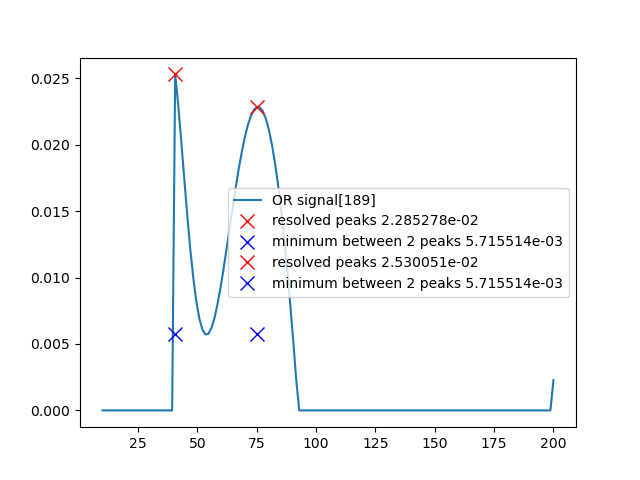 0.025
0.020
0.015
0.010
0.005
0.000
OR signal[189]
resolved peaks 2.285278e-02
minimum between 2 peaks 5.715514e-03
resolved peaks 2.530051e-02
minimum between 2 peaks 5.715514e-03
25 50 75 100 125 150 175 200